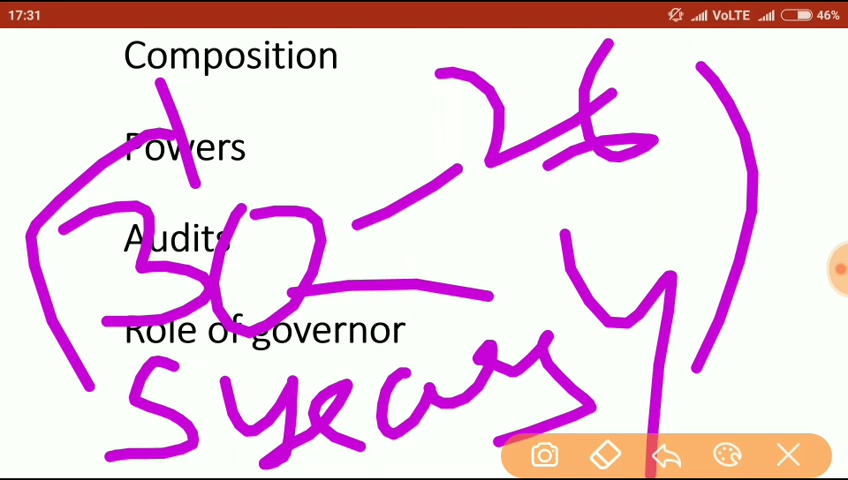 17:31 VoLTE 46%
Composition
26
Powers
Audits
30
Role of governor
5 years